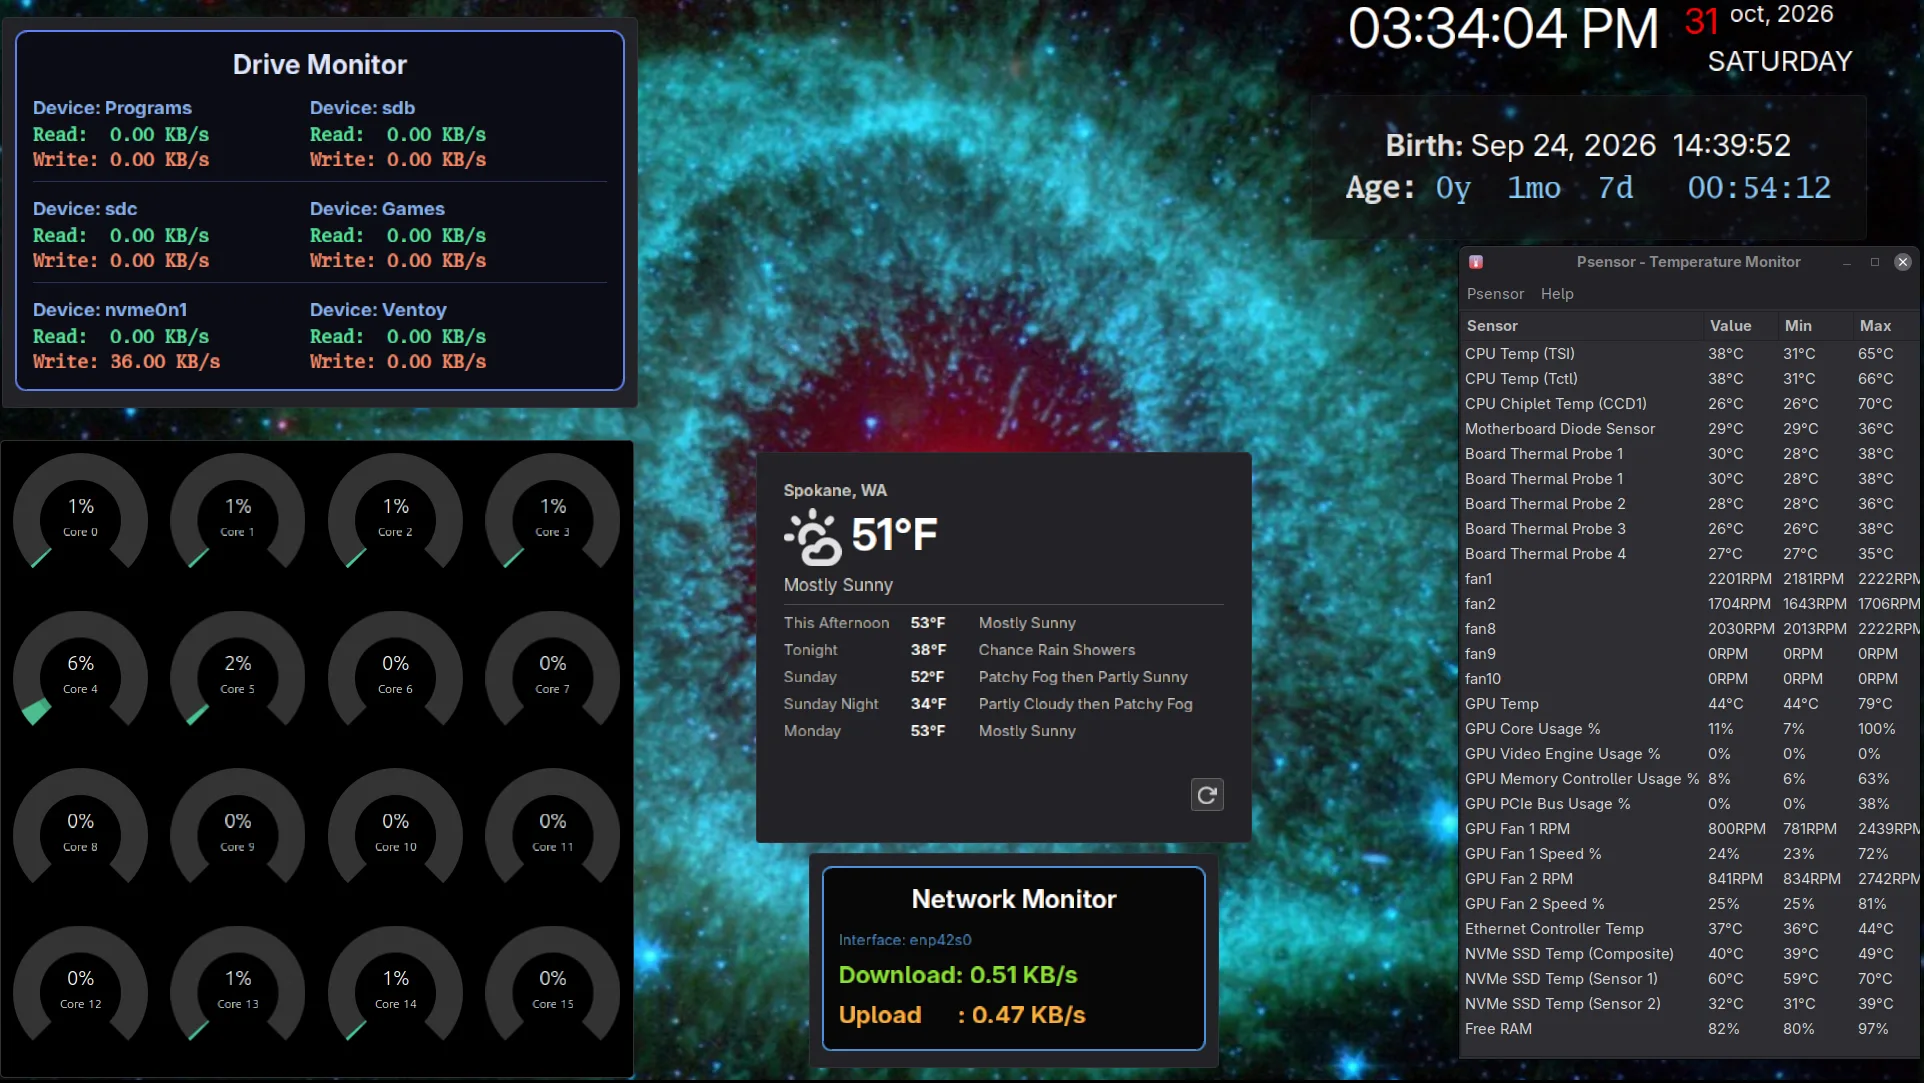 Drive Monitor
Device: Programs
Read: 0.00 KB/s
Write: 0.00 KB/s
Device: sdb
Read: 0.00 KB/s
Write: 0.00 KB/s
Device: sdc
Read: 0.00 KB/s
Write: 0.00 KB/s
Device: Games
Read: 0.00 KB/s
Write: 0.00 KB/s
Device: nvme0n1
Read: 0.00 KB/s
Write: 36.00 KB/s
Device: Ventoy
Read: 0.00 KB/s
Write: 0.00 KB/s
1%
Core 0
1%
Core 1
1%
Core 2
1%
Core 3
6%
Core 4
2%
Core 5
0%
Core 6
0%
Core 7
0%
Core 8
0%
Core 9
0%
Core 10
0%
Core 11
0%
Core 12
1%
Core 13
1%
Core 14
0%
Core 15
Spokane, WA
51°F
Mostly Sunny
This Afternoon 53°F Mostly Sunny
Tonight 38°F Chance Rain Showers
Sunday 52°F Patchy Fog then Partly Sunny
Sunday Night 34°F Partly Cloudy then Patchy Fog
Monday 53°F Mostly Sunny
Network Monitor
Interface: enp42s0
Download: 0.51 KB/s
Upload : 0.47 KB/s
03:34:04 PM
31 oct, 2026
SATURDAY
Birth: Sep 24, 2026 14:39:52
Age: 0y 1mo 7d 00:54:12
Psensor - Temperature Monitor
Psensor Help
Sensor Value Min Max
CPU Temp (TSI) 38°C 31°C 65°C
CPU Temp (Tctl) 38°C 31°C 66°C
CPU Chiplet Temp (CCD1) 26°C 26°C 70°C
Motherboard Diode Sensor 29°C 29°C 36°C
Board Thermal Probe 1 30°C 28°C 38°C
Board Thermal Probe 1 30°C 28°C 38°C
Board Thermal Probe 2 28°C 28°C 36°C
Board Thermal Probe 3 26°C 26°C 38°C
Board Thermal Probe 4 27°C 27°C 35°C
fan1 2201RPM 2181RPM 2222RPM
fan2 1704RPM 1643RPM 1706RPM
fan8 2030RPM 2013RPM 2222RPM
fan9 0RPM 0RPM 0RPM
fan10 0RPM 0RPM 0RPM
GPU Temp 44°C 44°C 79°C
GPU Core Usage % 11% 7% 100%
GPU Video Engine Usage % 0% 0% 0%
GPU Memory Controller Usage % 8% 6% 63%
GPU PCIe Bus Usage % 0% 0% 38%
GPU Fan 1 RPM 800RPM 781RPM 2439RPM
GPU Fan 1 Speed % 24% 23% 72%
GPU Fan 2 RPM 841RPM 834RPM 2742RPM
GPU Fan 2 Speed % 25% 25% 81%
Ethernet Controller Temp 37°C 36°C 44°C
NVMe SSD Temp (Composite) 40°C 39°C 49°C
NVMe SSD Temp (Sensor 1) 60°C 59°C 70°C
NVMe SSD Temp (Sensor 2) 32°C 31°C 39°C
Free RAM 82% 80% 97%